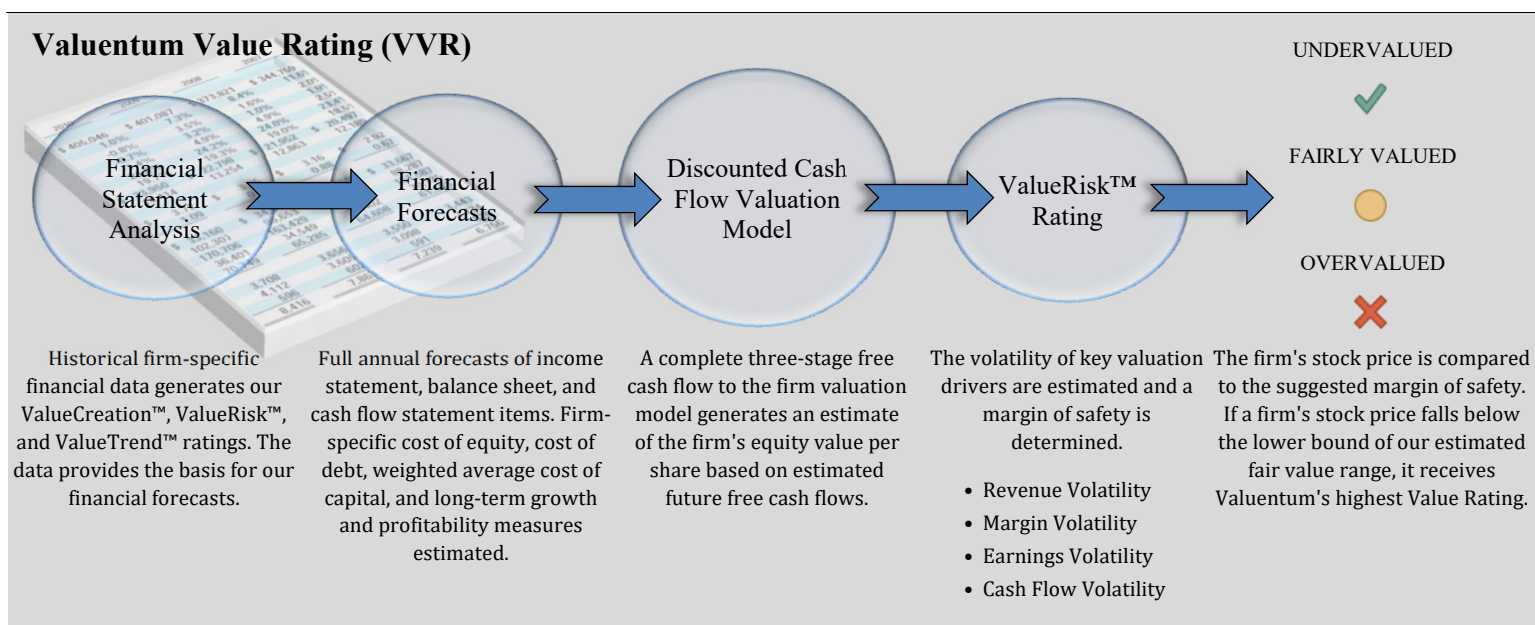 Valuentum Value Rating (VVR)
Financial
Statement
Analysis
Financial
Forecasts
Discounted Cash
Flow Valuation
Model
ValueRisk™
Rating
UNDERVALUED
FAIRLY VALUED
OVERVALUED
Historical firm-specific
financial data generates our
ValueCreation™, ValueRisk™,
and ValueTrend™ ratings. The
data provides the basis for our
financial forecasts.
Full annual forecasts of income
statement, balance sheet, and
cash flow statement items. Firm-
specific cost of equity, cost of
debt, weighted average cost of
capital, and long-term growth
and profitability measures
estimated.
A complete three-stage free
cash flow to the firm valuation
model generates an estimate
of the firm's equity value per
share based on estimated
future free cash flows.
The volatility of key valuation
drivers are estimated and a
margin of safety is
determined.
• Revenue Volatility
• Margin Volatility
• Earnings Volatility
• Cash Flow Volatility
The firm's stock price is compared
to the suggested margin of safety.
If a firm's stock price falls below
the lower bound of our estimated
fair value range, it receives
Valuentum's highest Value Rating.